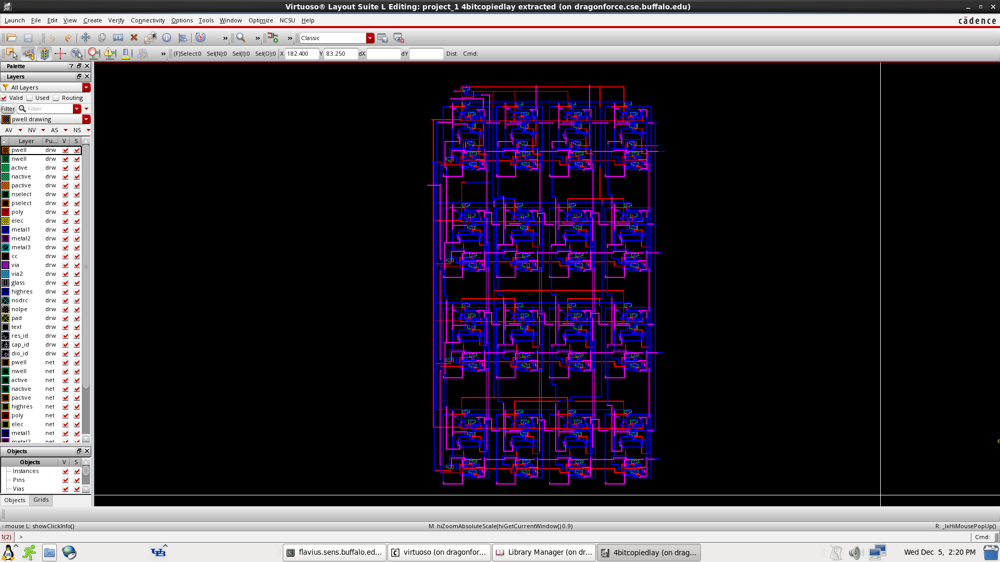 Virtuoso® Layout Suite L Editing: project_1 4bitcopiedlay extracted (on dragonforce.cse.buffalo.edu)
Launch File Edit View Create Verify Connectivity Options Tools Window Optimize NCSU Help
cādence
Classic
(F)Select:0 Sel(N):0 Sel(I):0 Sel(O):0 X 182.400 Y 83.250 dX dY Dist: Cmd:
Palette
Layers
All Layers
Valid Used Routing
Filter Filter
pwell drawing
AV NV AS NS
Layer Pu... V S
pwell drw
nwell drw
active drw
nactive drw
pactive drw
nselect drw
pselect drw
poly drw
elec drw
metal1 drw
metal2 drw
metal3 drw
cc drw
via drw
via2 drw
glass drw
highres drw
nodrc drw
nolpe drw
pad drw
text drw
res_id drw
cap_id drw
dio_id drw
pwell net
nwell net
active net
nactive net
pactive net
highres net
poly net
elec net
metal1 net
metal2 net
Objects
Objects V S
Instances
Pins
Vias
Objects Grids
mouse L: showClickInfo() M: hiZoomAbsoluteScale(hiGetCurrentWindow() 0.9) R: _lxHiMousePopUp()
1(2) > Cmd:
flavius.sens.buffalo.ed... virtuoso (on dragonfor... Library Manager (on dr... 4bitcopiedlay (on drag... Wed Dec 5, 2:20 PM